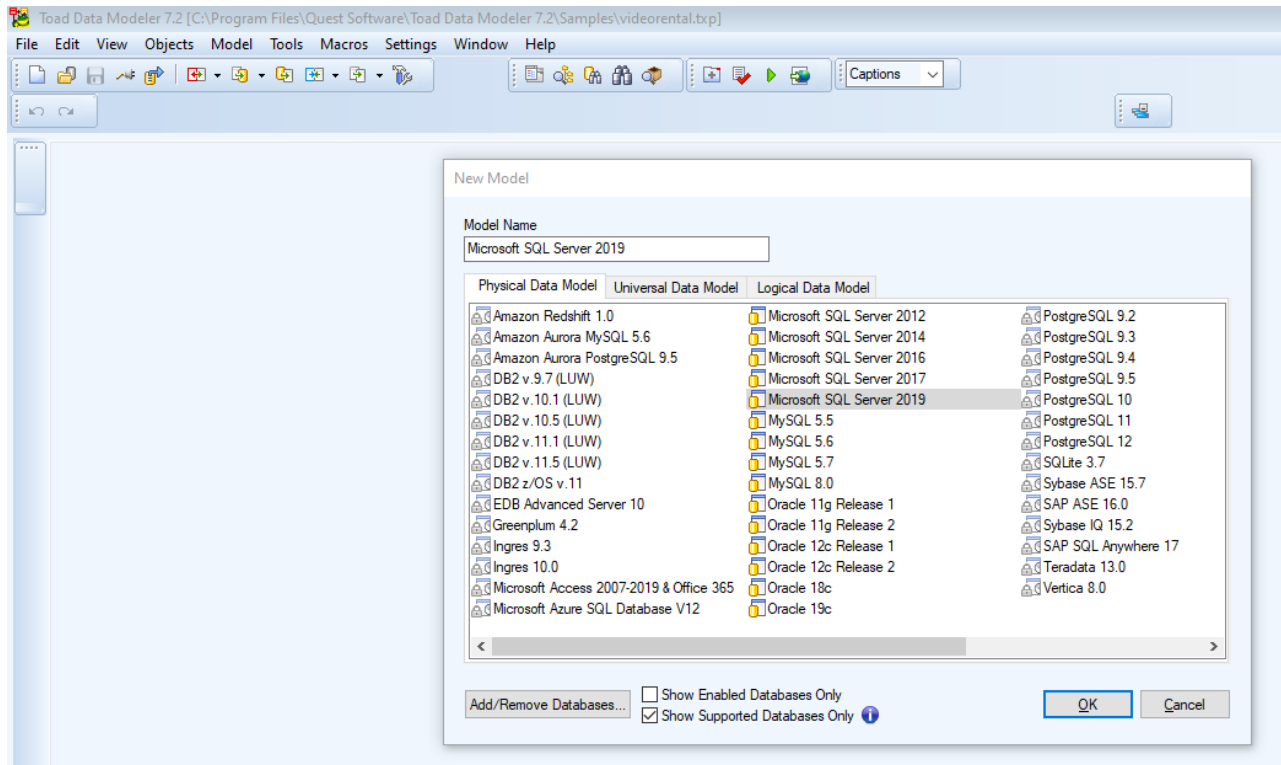 Toad Data Modeler 7.2 [C:\Program Files\Quest Software\Toad Data Modeler 7.2\Samples\videorental.txp]
File Edit View Objects Model Tools Macros Settings Window Help
Captions
New Model
Model Name
Microsoft SQL Server 2019
Physical Data Model Universal Data Model Logical Data Model
Amazon Redshift 1.0
Amazon Aurora MySQL 5.6
Amazon Aurora PostgreSQL 9.5
DB2 v.9.7 (LUW)
DB2 v.10.1 (LUW)
DB2 v.10.5 (LUW)
DB2 v.11.1 (LUW)
DB2 v.11.5 (LUW)
DB2 z/OS v.11
EDB Advanced Server 10
Greenplum 4.2
Ingres 9.3
Ingres 10.0
Microsoft Access 2007-2019 & Office 365
Microsoft Azure SQL Database V12
Microsoft SQL Server 2012
Microsoft SQL Server 2014
Microsoft SQL Server 2016
Microsoft SQL Server 2017
Microsoft SQL Server 2019
MySQL 5.5
MySQL 5.6
MySQL 5.7
MySQL 8.0
Oracle 11g Release 1
Oracle 11g Release 2
Oracle 12c Release 1
Oracle 12c Release 2
Oracle 18c
Oracle 19c
PostgreSQL 9.2
PostgreSQL 9.3
PostgreSQL 9.4
PostgreSQL 9.5
PostgreSQL 10
PostgreSQL 11
PostgreSQL 12
SQLite 3.7
Sybase ASE 15.7
SAP ASE 16.0
Sybase IQ 15.2
SAP SQL Anywhere 17
Teradata 13.0
Vertica 8.0
Add/Remove Databases...
Show Enabled Databases Only
Show Supported Databases Only
OK Cancel